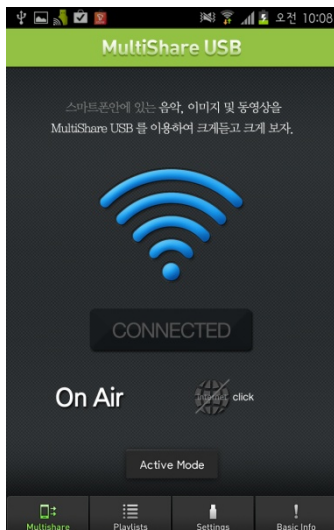 오전 10:08
MultiShare USB
스마트폰안에 있는 음악, 이미지 및 동영상을
MultiShare USB 를 이용하여 크게듣고 크게 보자.
CONNECTED
On Air
Internet click
Active Mode
Multishare Playlists Settings Basic Info